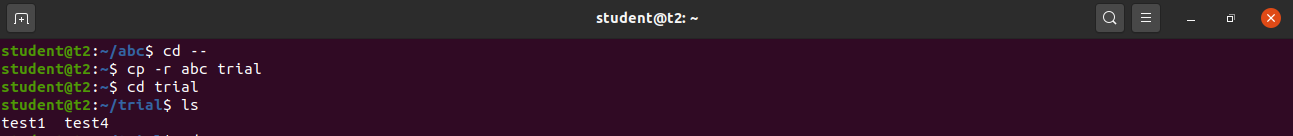 student@t2: ~
student@t2:~/abc$ cd --
student@t2:~$ cp -r abc trial
student@t2:~$ cd trial
student@t2:~/trial$ ls
test1  test4